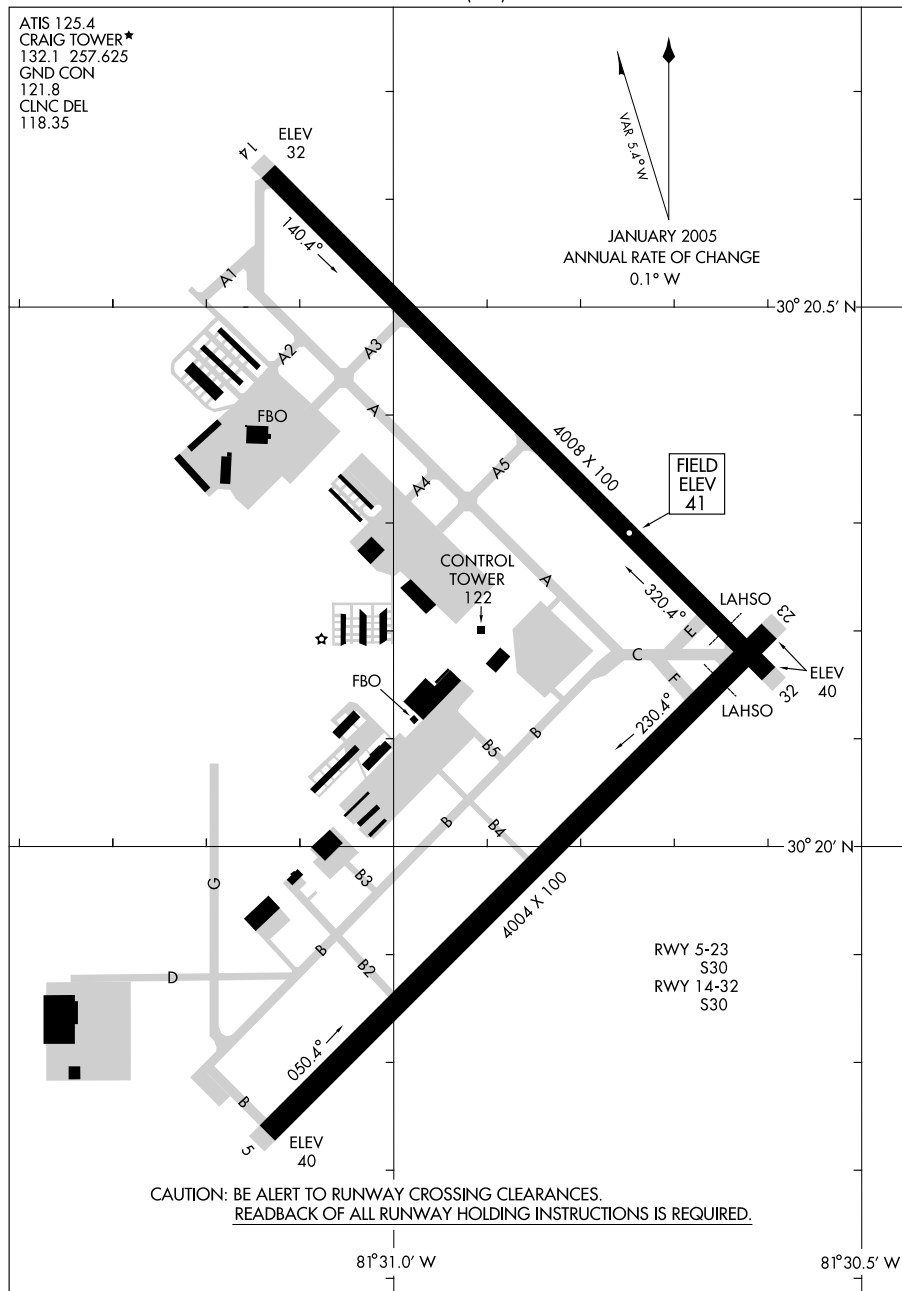 ATIS 125.4
CRAIG TOWER★
132.1 257.625
GND CON
121.8
CLNC DEL
118.35
14
ELEV
32
VAR 5.4° W
JANUARY 2005
ANNUAL RATE OF CHANGE
0.1° W
140.4°
30° 20.5' N
A1
A2
A3
FBO
A
4008 X 100
A4
A5
FIELD
ELEV
41
CONTROL
TOWER
122
A
320.4°
LAHSO
23
E
C
F
ELEV
40
32
LAHSO
FBO
230.4°
B
B5
B
B4
30° 20' N
G
B3
4004 X 100
B
B2
D
RWY 5-23
S30
RWY 14-32
S30
050.4°
B
5
ELEV
40
CAUTION: BE ALERT TO RUNWAY CROSSING CLEARANCES.
READBACK OF ALL RUNWAY HOLDING INSTRUCTIONS IS REQUIRED.
81° 31.0' W
81° 30.5' W